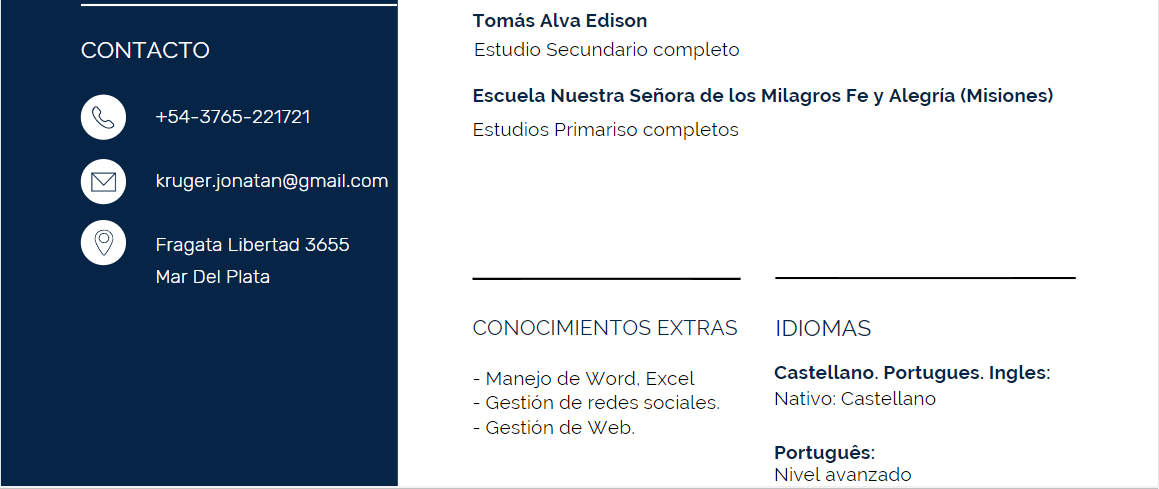 CONTACTO
+54-3765-221721
kruger.jonatan@gmail.com
Fragata Libertad 3655
Mar Del Plata
Tomás Alva Edison
Estudio Secundario completo
Escuela Nuestra Señora de los Milagros Fe y Alegría (Misiones)
Estudios Primariso completos
CONOCIMIENTOS EXTRAS
- Manejo de Word, Excel
- Gestión de redes sociales.
- Gestión de Web.
IDIOMAS
Castellano. Portugues. Ingles:
Nativo: Castellano
Português:
Nivel avanzado